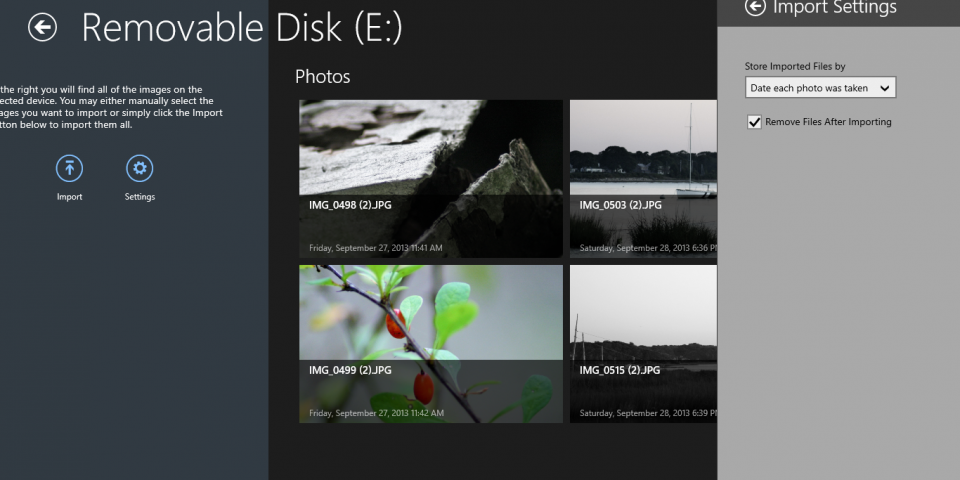 Removable Disk (E:)
the right you will find all of the images on the
ected device. You may either manually select the
ages you want to import or simply click the Import
tton below to import them all.
Import
Settings
Photos
IMG_0498 (2).JPG
Friday, September 27, 2013 11:41 AM
IMG_0503 (2).JPG
Saturday, September 28, 2013 6:36 P
IMG_0499 (2).JPG
Friday, September 27, 2013 11:42 AM
IMG_0515 (2).JPG
Saturday, September 28, 2013 6:39 P
Import Settings
Store Imported Files by
Date each photo was taken
Remove Files After Importing